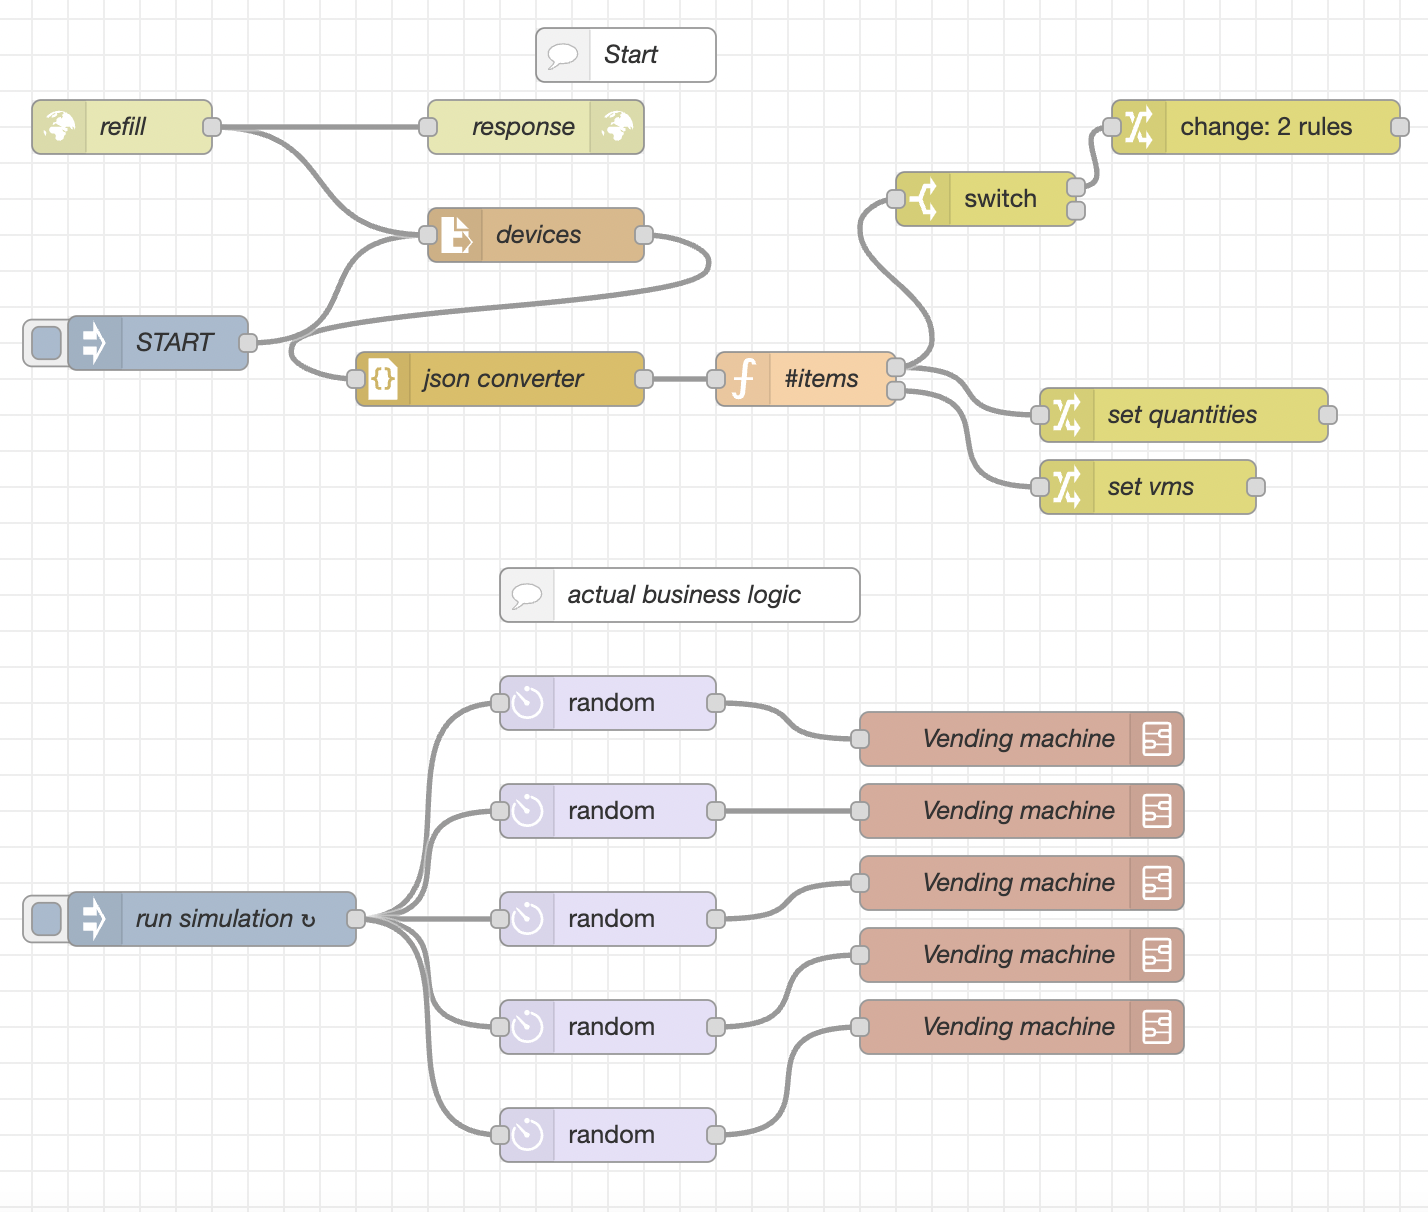 Start
refill
response
change: 2 rules
switch
devices
START
json converter
#items
set quantities
set vms
actual business logic
random
Vending machine
random
Vending machine
random
Vending machine
run simulation ↻
Vending machine
random
Vending machine
random